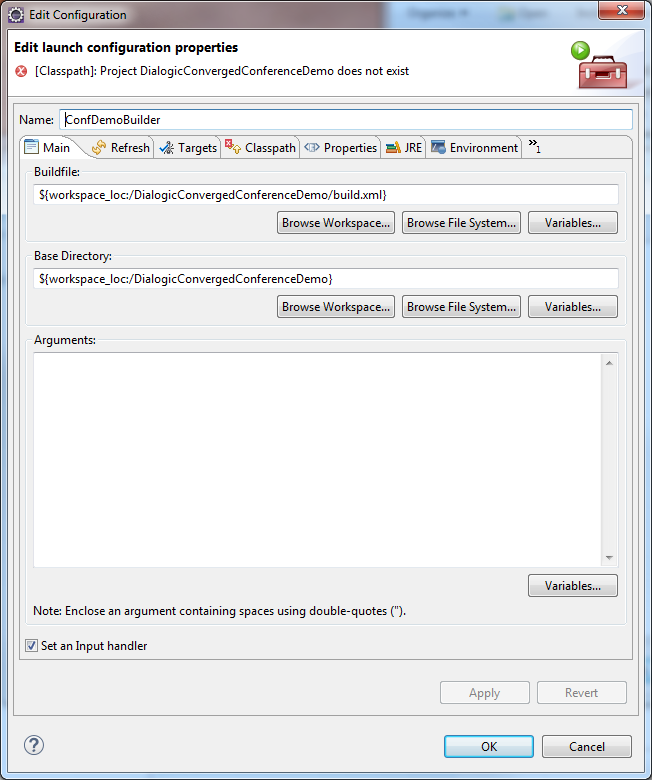 Edit Configuration
Edit launch configuration properties
[Classpath]: Project DialogicConvergedConferenceDemo does not exist
Name: ConfDemoBuilder
Main Refresh Targets Classpath Properties JRE Environment »1
Buildfile:
${workspace_loc:/DialogicConvergedConferenceDemo/build.xml}
Browse Workspace... Browse File System... Variables...
Base Directory:
${workspace_loc:/DialogicConvergedConferenceDemo}
Browse Workspace... Browse File System... Variables...
Arguments:
Variables...
Note: Enclose an argument containing spaces using double-quotes (").
Set an Input handler
Apply Revert
? OK Cancel